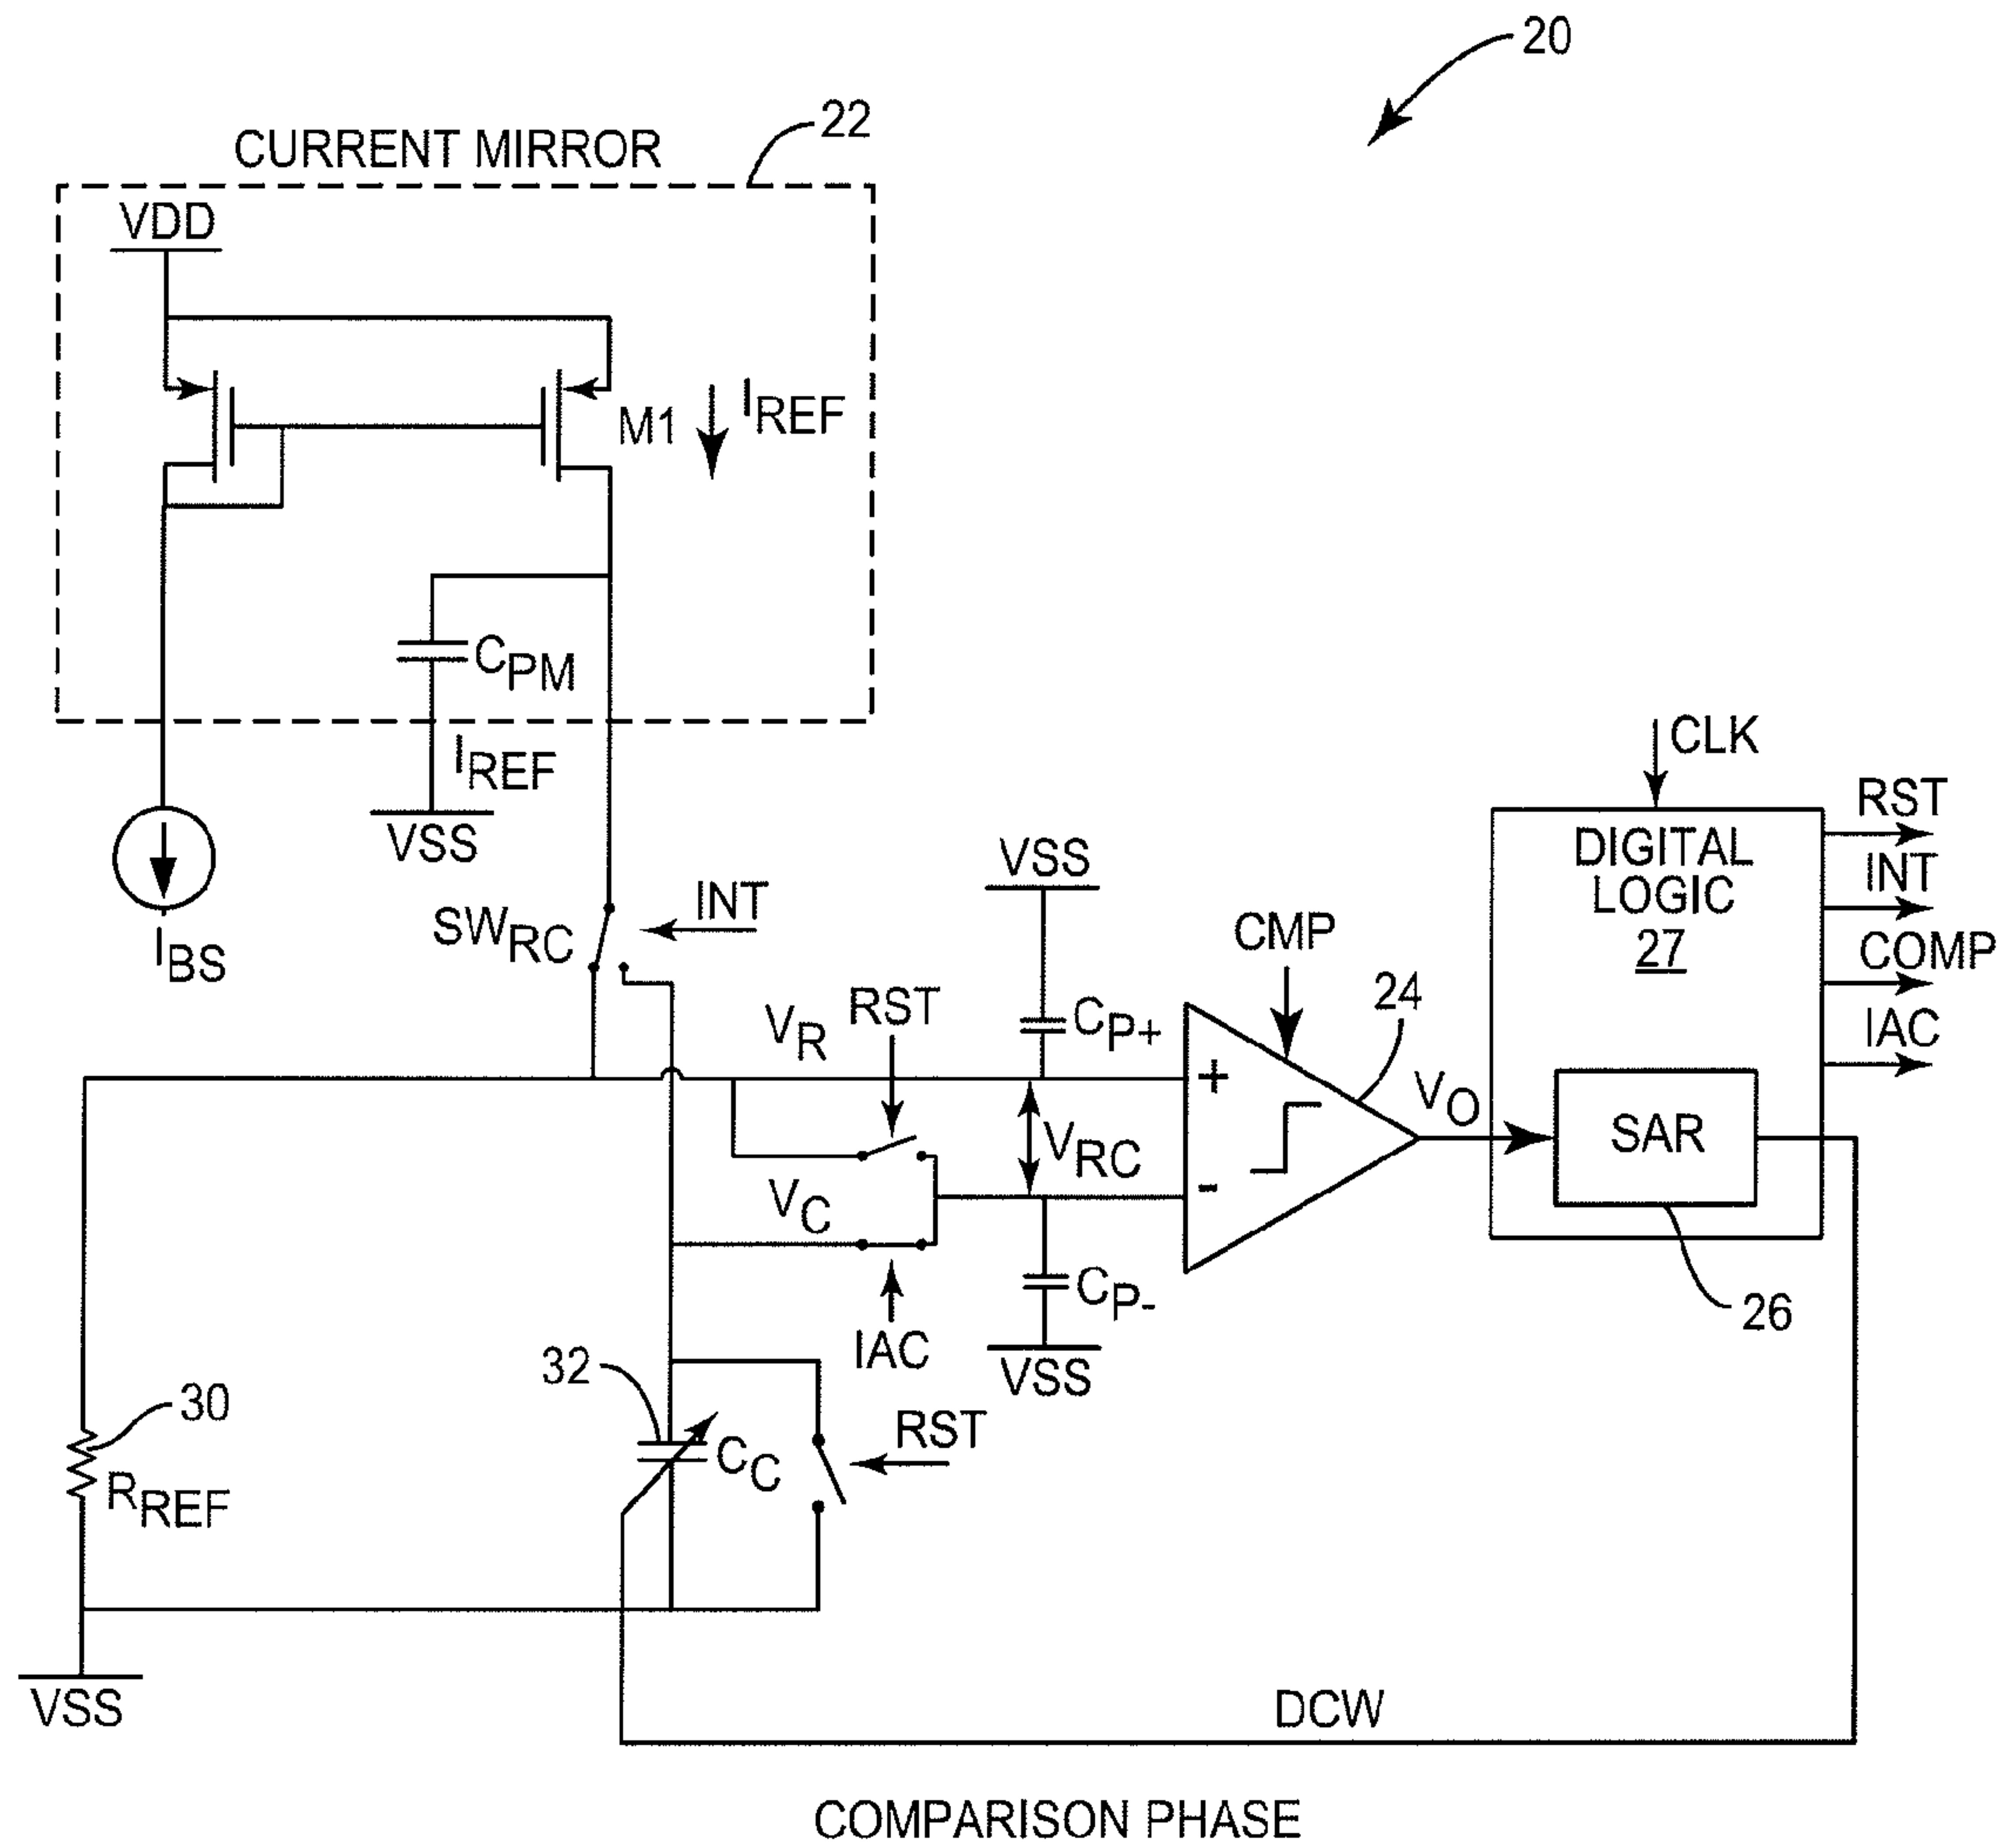 20
22
CURRENT MIRROR
VDD
M1
IREF
CPM
IREF
VSS
IBS
SWRC
INT
CLK
RST
INT
COMP
IAC
DIGITAL
LOGIC
27
VSS
CMP
24
CP+
VR
RST
+
VO
SAR
VRC
VC
-
CP-
26
IAC
VSS
32
30
RST
CC
RREF
VSS
DCW
COMPARISON PHASE